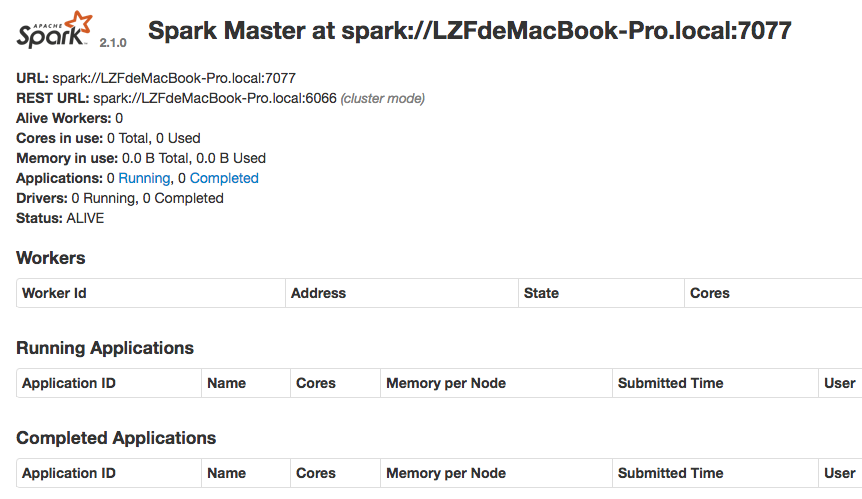 APACHE
Spark™ 2.1.0 Spark Master at spark://LZFdeMacBook-Pro.local:7077
URL: spark://LZFdeMacBook-Pro.local:7077
REST URL: spark://LZFdeMacBook-Pro.local:6066 (cluster mode)
Alive Workers: 0
Cores in use: 0 Total, 0 Used
Memory in use: 0.0 B Total, 0.0 B Used
Applications: 0 Running, 0 Completed
Drivers: 0 Running, 0 Completed
Status: ALIVE
Workers
Worker Id Address State Cores
Running Applications
Application ID Name Cores Memory per Node Submitted Time User
Completed Applications
Application ID Name Cores Memory per Node Submitted Time User